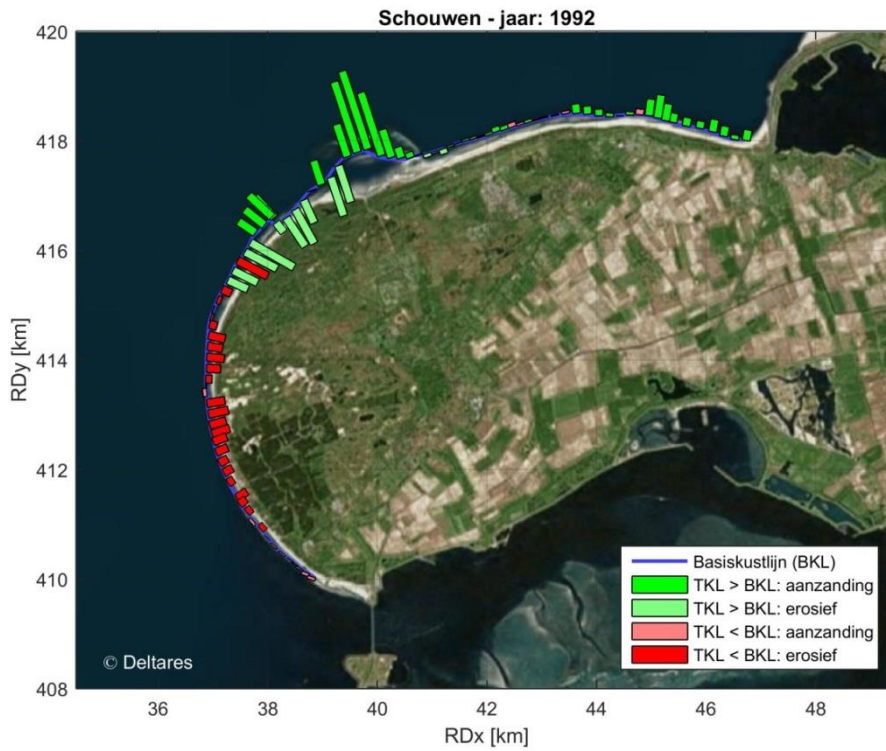 Schouwen - jaar: 1992
420
418
416
414
412
410
408
RDy [km]
36
38
40
42
44
46
48
RDx [km]
Basiskustlijn (BKL)
TKL > BKL: aanzanding
TKL > BKL: erosief
TKL < BKL: aanzanding
TKL < BKL: erosief
© Deltares